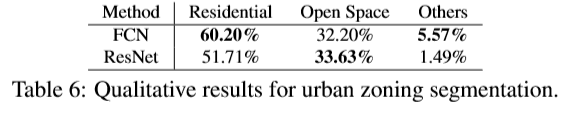 Method Residential Open Space Others
FCN 60.20% 32.20% 5.57%
ResNet 51.71% 33.63% 1.49%
Table 6: Qualitative results for urban zoning segmentation.